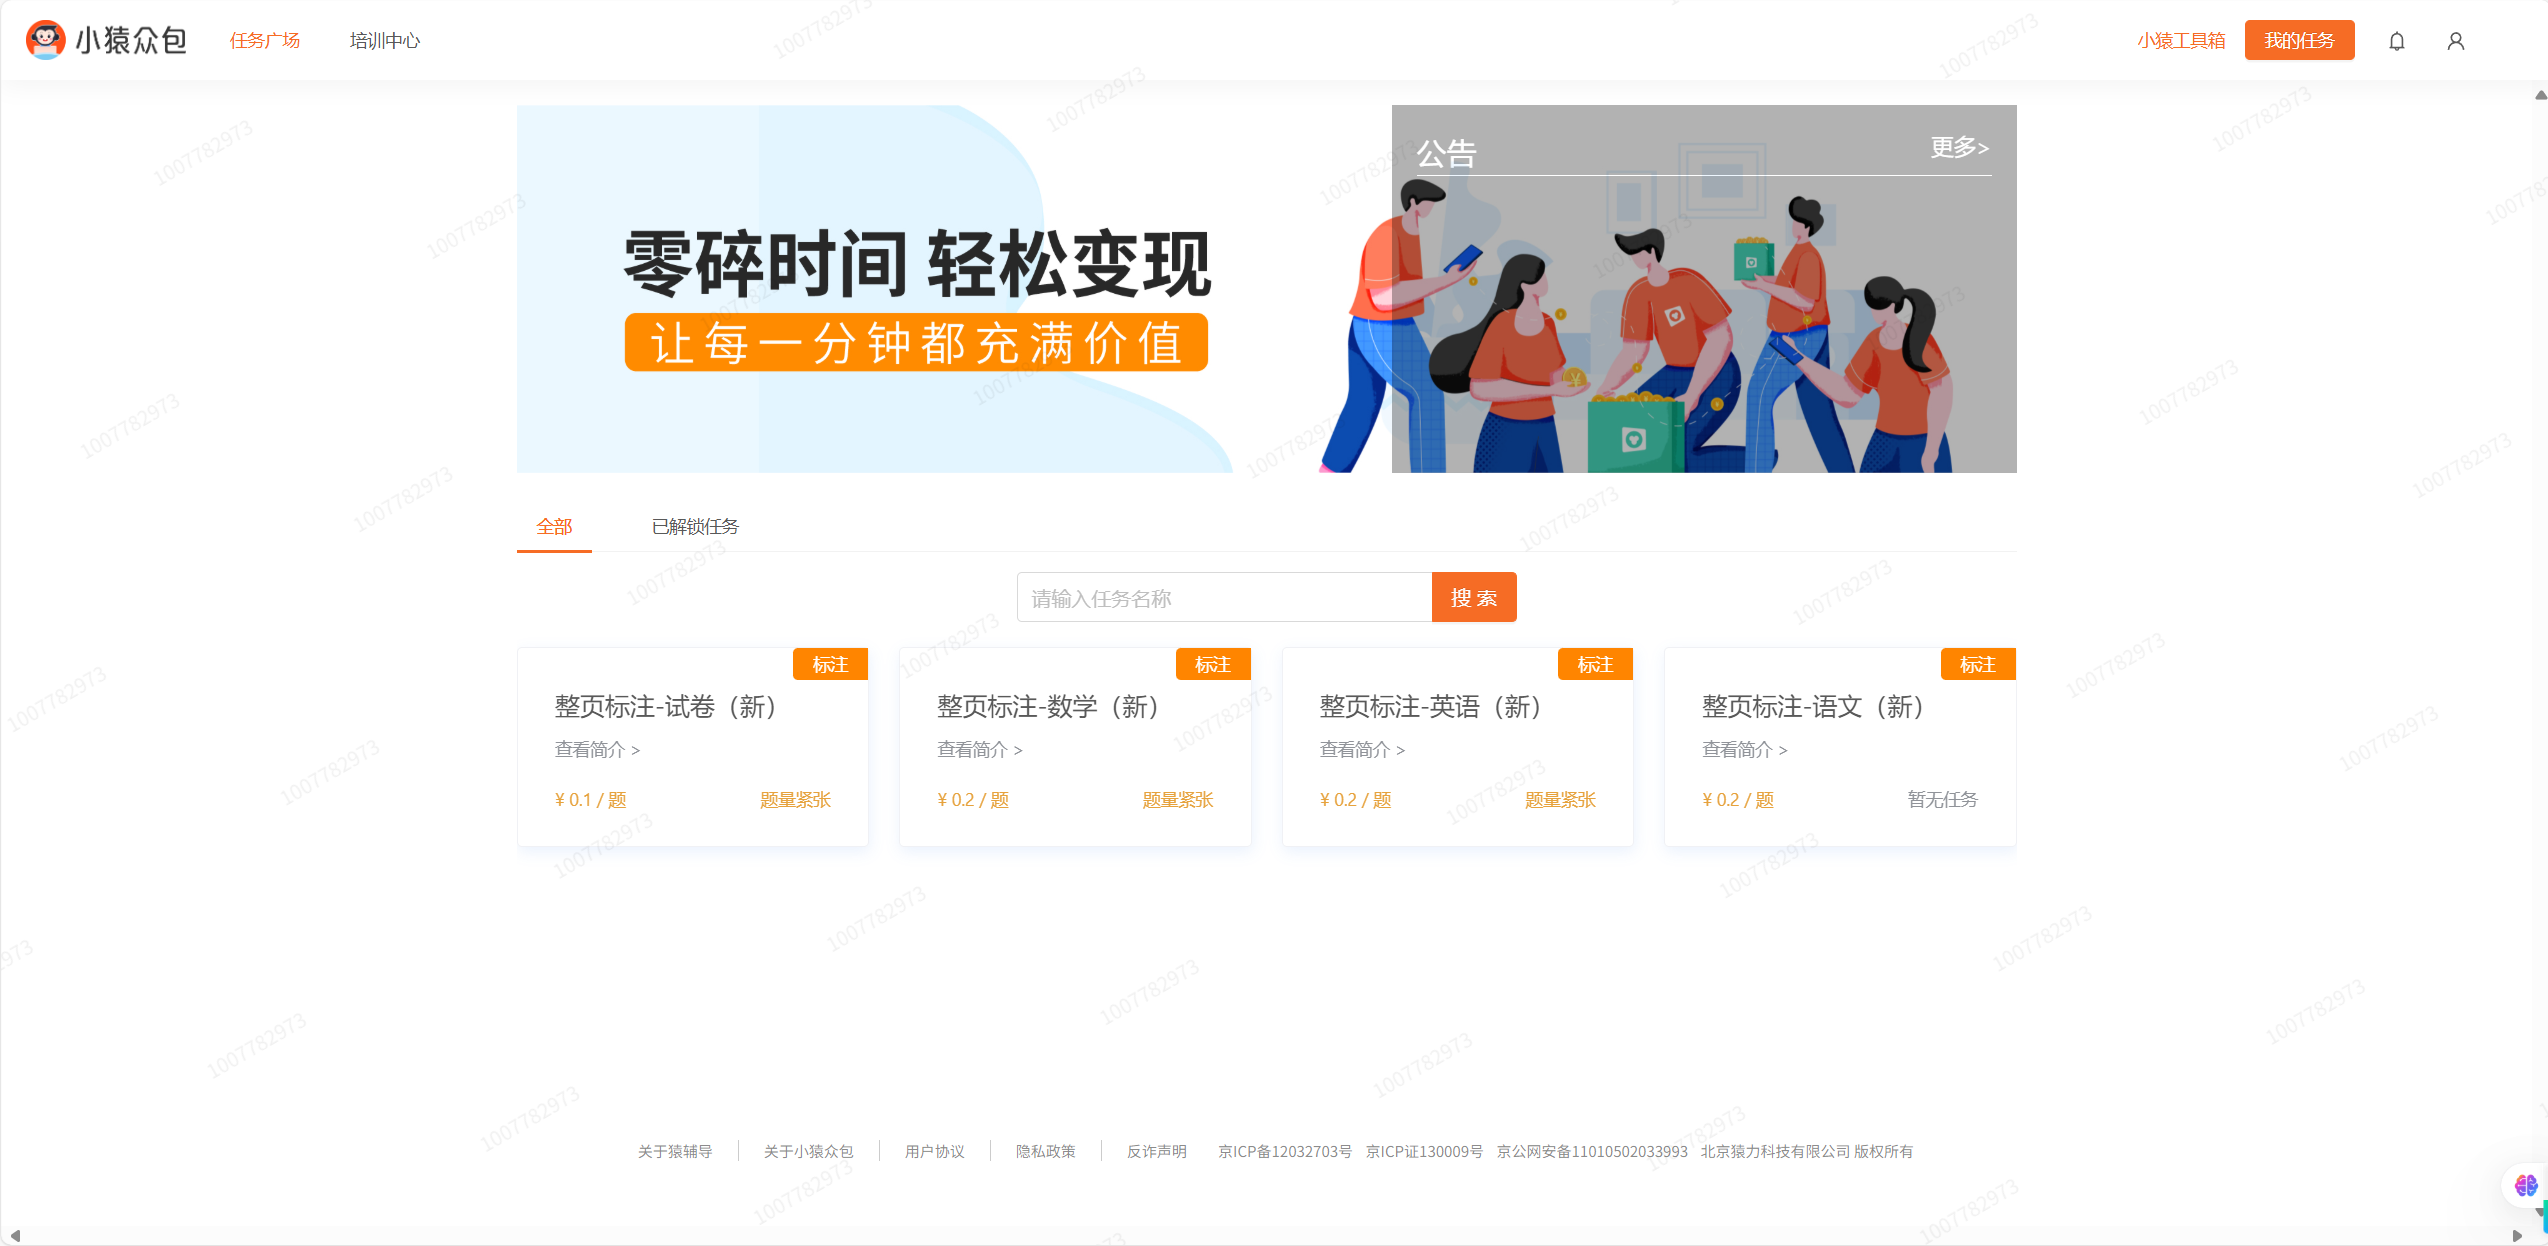 小猿众包
任务广场
培训中心
小猿工具箱
我的任务
零碎时间 轻松变现
让每一分钟都充满价值
公告
更多>
全部
已解锁任务
请输入任务名称
搜 索
标注
整页标注-试卷（新）
查看简介 >
¥ 0.1 / 题
题量紧张
标注
整页标注-数学（新）
查看简介 >
¥ 0.2 / 题
题量紧张
标注
整页标注-英语（新）
查看简介 >
¥ 0.2 / 题
题量紧张
标注
整页标注-语文（新）
查看简介 >
¥ 0.2 / 题
暂无任务
关于猿辅导
关于小猿众包
用户协议
隐私政策
反诈声明
京ICP备12032703号
京ICP证130009号
京公网安备11010502033993
北京猿力科技有限公司 版权所有
1007782973